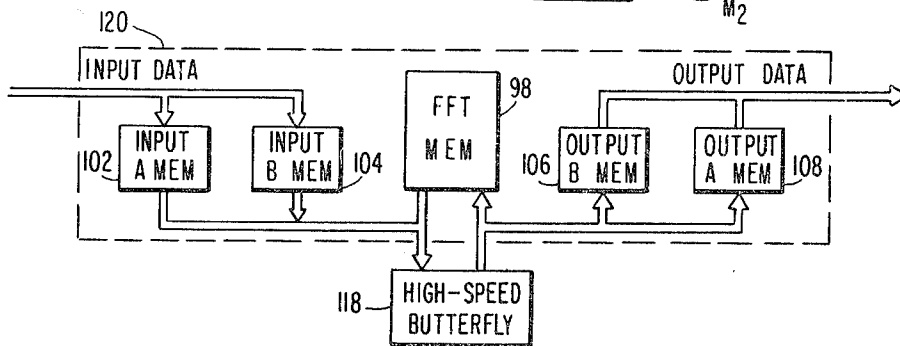 M2
120
INPUT DATA
OUTPUT DATA
FFT
MEM
98
INPUT
A MEM
102
INPUT
B MEM
104
OUTPUT
B MEM
106
OUTPUT
A MEM
108
HIGH-SPEED
BUTTERFLY
118